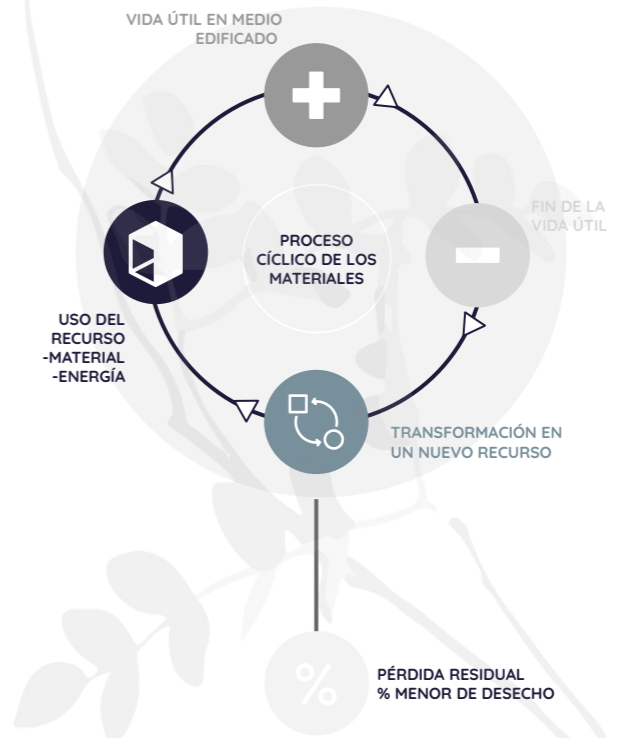 VIDA ÚTIL EN MEDIO
EDIFICADO
FIN DE LA
VIDA ÚTIL
PROCESO
CÍCLICO DE LOS
MATERIALES
USO DEL
RECURSO
-MATERIAL
-ENERGÍA
TRANSFORMACIÓN EN
UN NUEVO RECURSO
%
PÉRDIDA RESIDUAL
% MENOR DE DESECHO